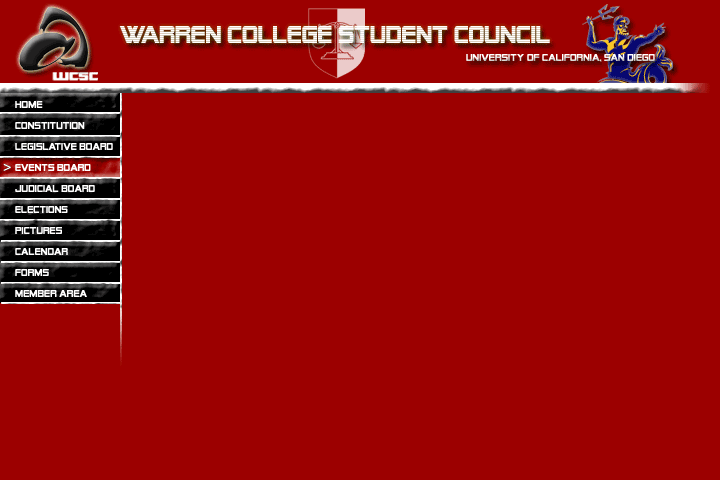 WARREN COLLEGE STUDENT COUNCIL
UNIVERSITY OF CALIFORNIA, SAN DIEGO
WCSC
HOME
CONSTITUTION
LEGISLATIVE BOARD
> EVENTS BOARD
JUDICIAL BOARD
ELECTIONS
PICTURES
CALENDAR
FORMS
MEMBER AREA